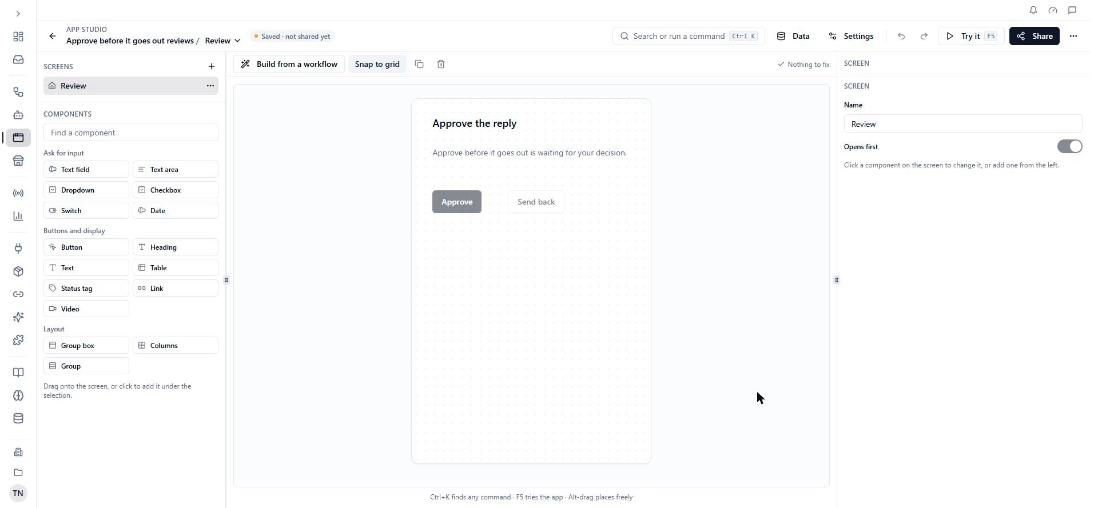 APP STUDIO
Approve before it goes out reviews / Review
Saved · not shared yet
Search or run a command Ctrl K
Data
Settings
Try it F5
Share
SCREENS
Review
COMPONENTS
Find a component
Ask for input
Text field
Text area
Dropdown
Checkbox
Switch
Date
Buttons and display
Button
Heading
Text
Table
Status tag
Link
Video
Layout
Group box
Columns
Group
Drag onto the screen, or click to add it under the
selection.
TN
Build from a workflow
Snap to grid
Nothing to fix
Approve the reply
Approve before it goes out is waiting for your decision.
Approve
Send back
Ctrl+K finds any command · F5 tries the app · Alt-drag places freely
SCREEN
SCREEN
Name
Review
Opens first
Click a component on the screen to change it, or add one from the left.